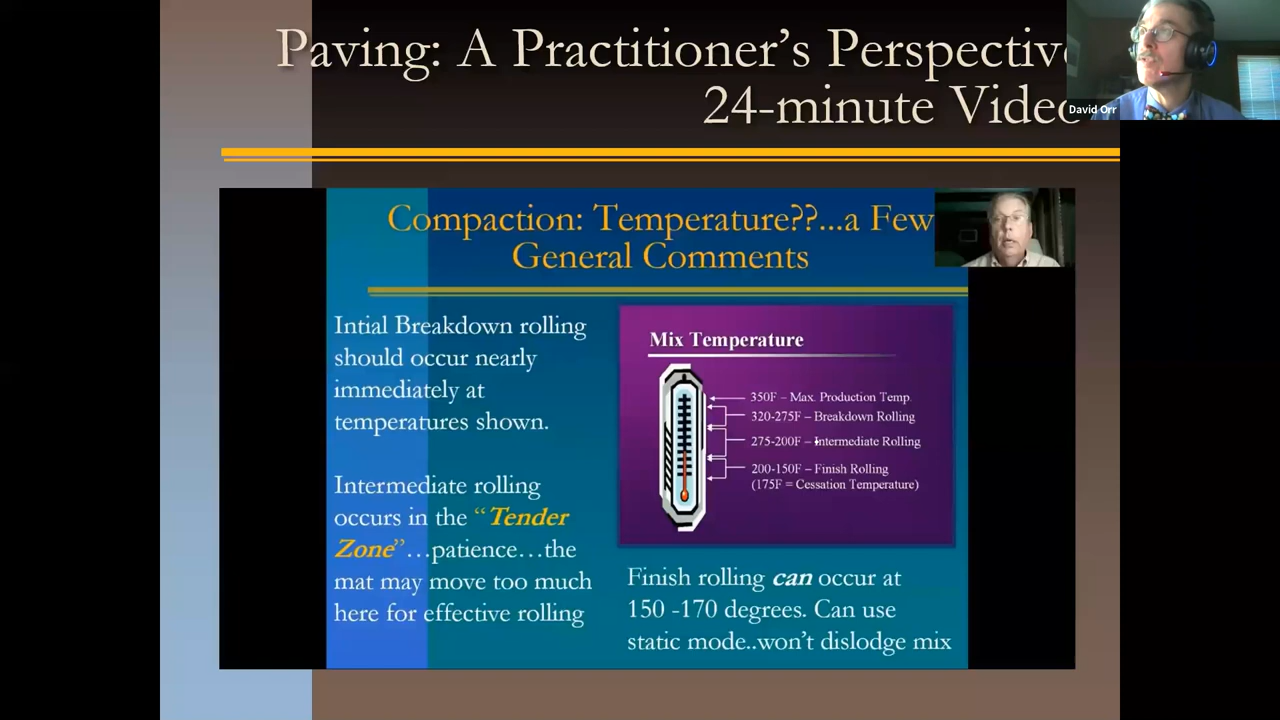 Paving: A Practitioner’s Perspective
24-minute Video
David Orr
Compaction: Temperature??...a Few
General Comments
Intial Breakdown rolling
should occur nearly
immediately at
temperatures shown.
Intermediate rolling
occurs in the “Tender
Zone”…patience…the
mat may move too much
here for effective rolling
Mix Temperature
350F – Max. Production Temp.
320-275F – Breakdown Rolling
275-200F – Intermediate Rolling
200-150F – Finish Rolling
(175F = Cessation Temperature)
Finish rolling can occur at
150 -170 degrees. Can use
static mode..won’t dislodge mix